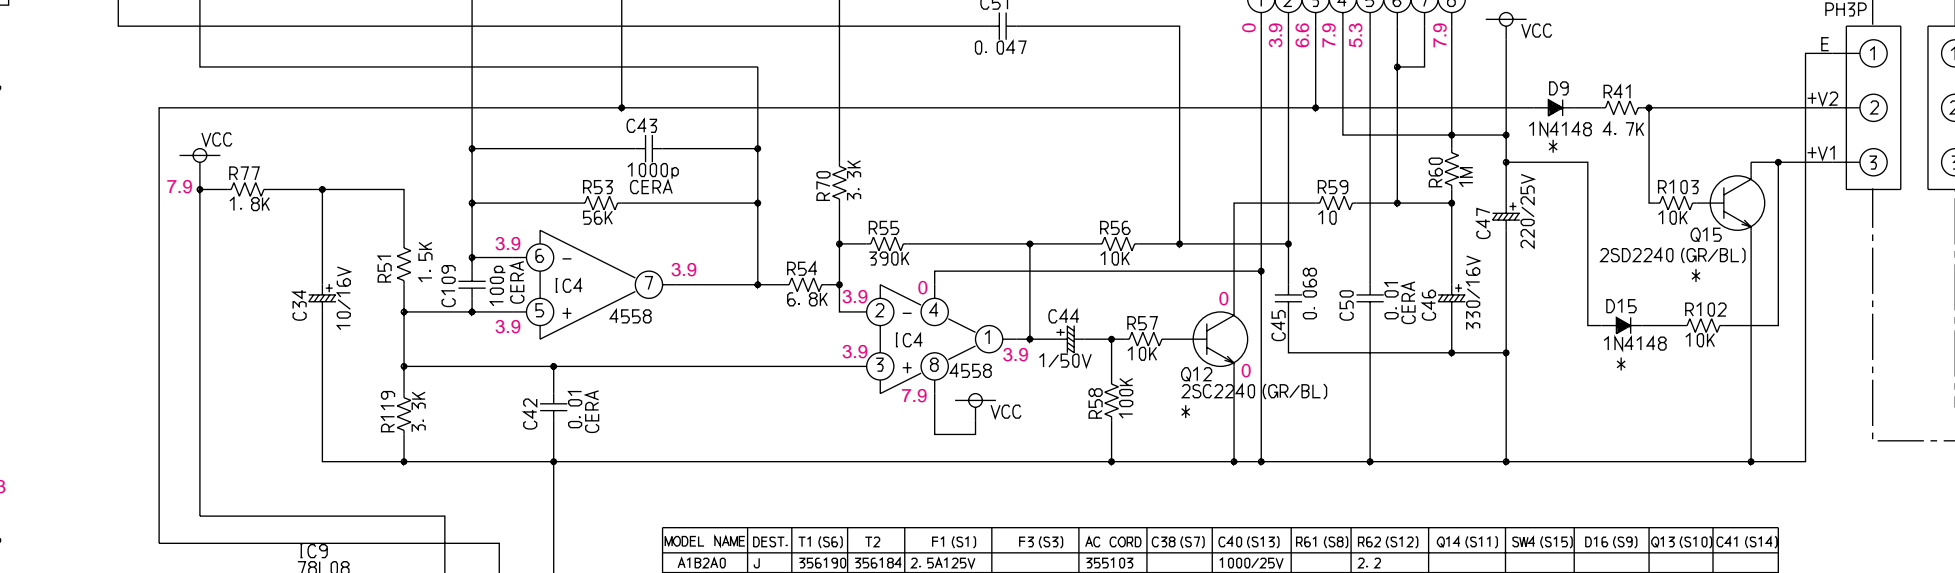 C51
0.047
1 2 3 4 5 6 7 8
0
3.9
6.6
7.9
5.3
7.9
VCC
PH3P
E
1
+V2
2
+V1
3
D9
1N4148
*
R41
4.7K
C43
1000p
CERA
VCC
7.9
R77
1.8K
R53
56K
R70
3.3K
R60
1M
R59
10
R103
10K
Q15
2SD2240 (GR/BL)
*
C47
+
220/25V
R55
390K
R56
10K
R51
1.5K
3.9
6
-
C109
100p
CERA
IC4
7
3.9
5
+
3.9
4558
R54
6.8K
C34
+
10/16V
3.9
2
-
0
4
IC4
1
3.9
3.9
3
+
8
4558
7.9
VCC
C44
+
1/50V
R57
10K
0
0
Q12
2SC2240 (GR/BL)
*
C45
0.068
C50
0.01
CERA
C46
+
330/16V
D15
1N4148
*
R102
10K
R58
100K
R119
3.3K
C42
0.01
CERA
IC9
78L08
MODEL NAME DEST. T1 (S6) T2 F1 (S1) F3 (S3) AC CORD C38 (S7) C40 (S13) R61 (S8) R62 (S12) Q14 (S11) SW4 (S15) D16 (S9) Q13 (S10) C41 (S14)
A1B2A0 J 356190 356184 2.5A125V 355103 1000/25V 2.2